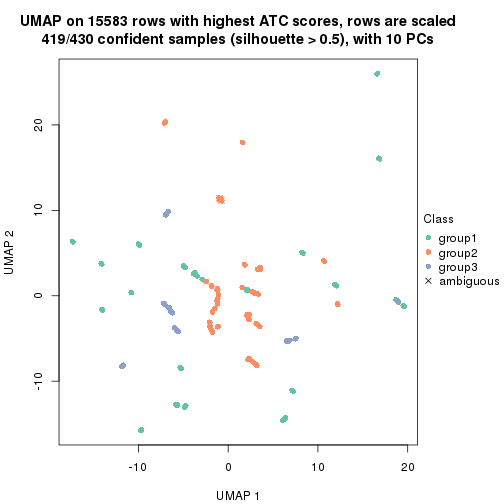 UMAP on 15583 rows with highest ATC scores, rows are scaled
419/430 confident samples (silhouette > 0.5), with 10 PCs
20
10
0
-10
UMAP 2
-10
0
10
20
UMAP 1
Class
group1
group2
group3
ambiguous